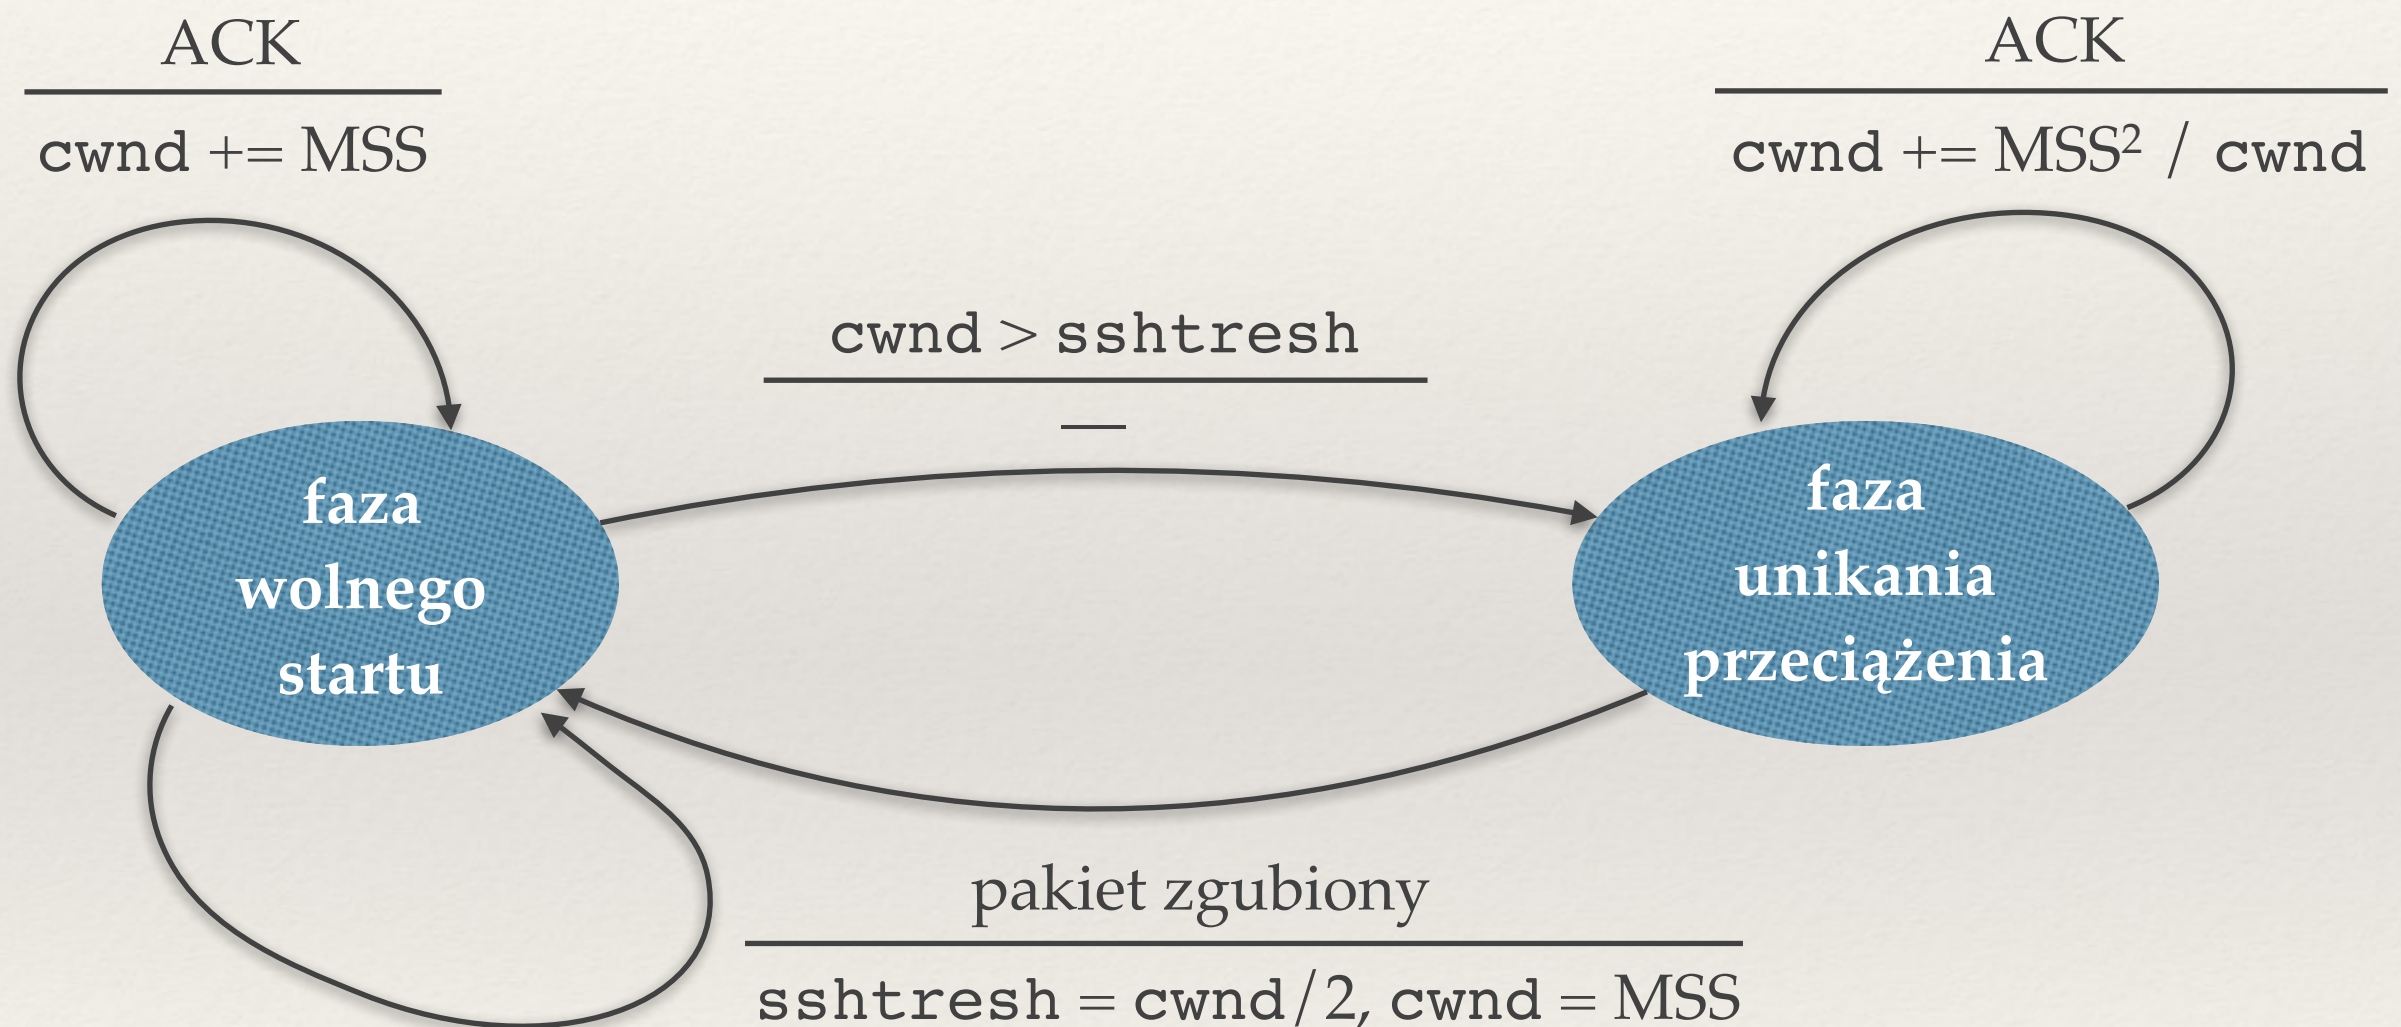 ACK
cwnd += MSS
ACK
cwnd += MSS² / cwnd
cwnd > sshtresh
—
faza
wolnego
startu
faza
unikania
przeciążenia
pakiet zgubiony
sshtresh = cwnd/2, cwnd = MSS